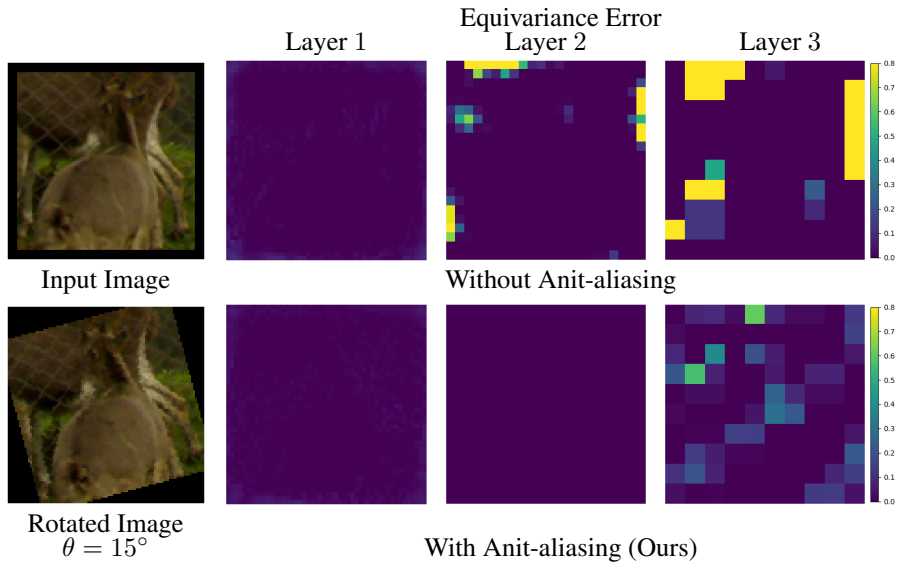 Equivariance Error
Layer 1
Layer 2
Layer 3
0.8
0.7
0.6
0.5
0.4
0.3
0.2
0.1
0.0
Input Image
Without Anit-aliasing
0.8
0.7
0.6
0.5
0.4
0.3
0.2
0.1
0.0
Rotated Image
θ = 15°
With Anit-aliasing (Ours)